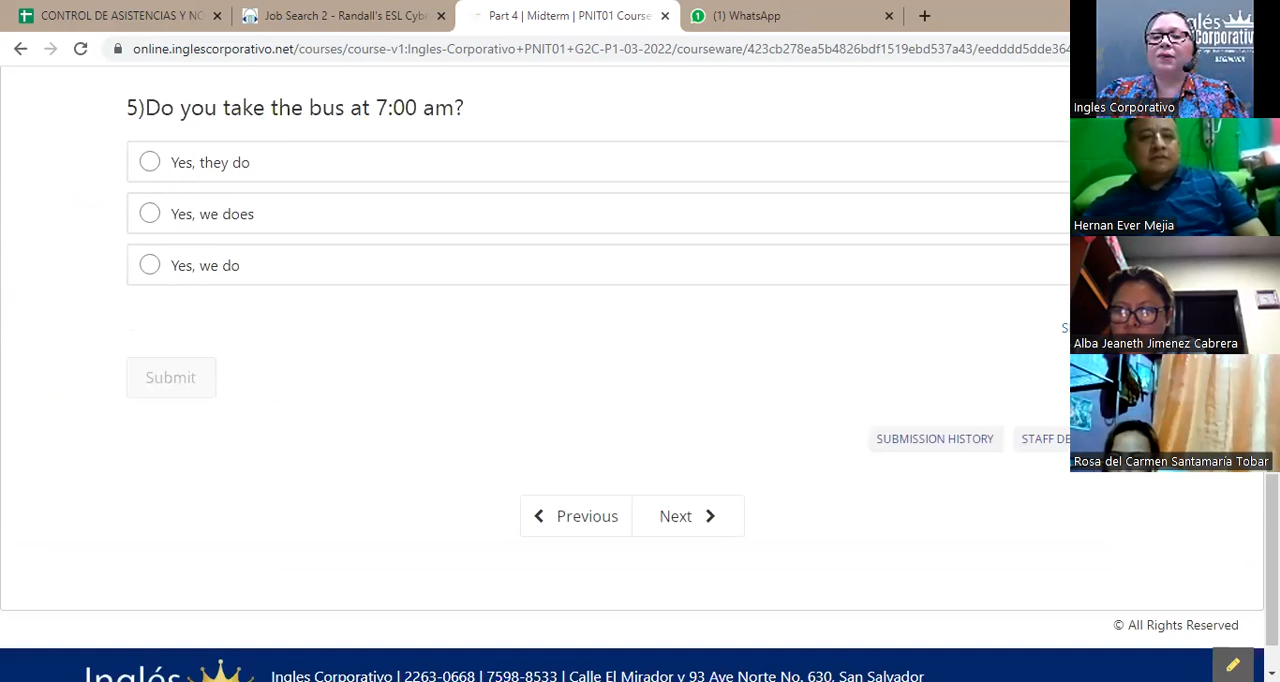 CONTROL DE ASISTENCIAS Y NO
Job Search 2 - Randall's ESL Cybe
Part 4 | Midterm | PNIT01 Course
(1) WhatsApp
online.inglescorporativo.net/courses/course-v1:Ingles-Corporativo+PNIT01+G2C-P1-03-2022/courseware/423cb278ea5b4826bdf1519ebd537a43/eedddd5dde364
5)Do you take the bus at 7:00 am?
Yes, they do
Yes, we does
Yes, we do
S
Submit
SUBMISSION HISTORY
STAFF DE
Previous
Next
© All Rights Reserved
Inglés
Ingles Corporativo | 2263-0668 | 7598-8533 | Calle El Mirador y 93 Ave Norte No. 630, San Salvador
Ingles Corporativo
Hernan Ever Mejia
Alba Jeaneth Jimenez Cabrera
Rosa del Carmen Santamaría Tobar